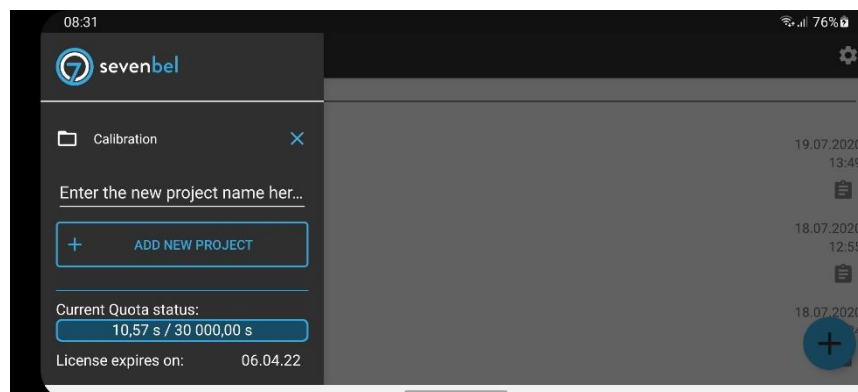 08:31
76%
sevenbel
Calibration
Enter the new project name her...
ADD NEW PROJECT
Current Quota status:
10,57 s / 30 000,00 s
License expires on: 06.04.22
19.07.2020
13:49
18.07.2020
12:55
18.07.2020